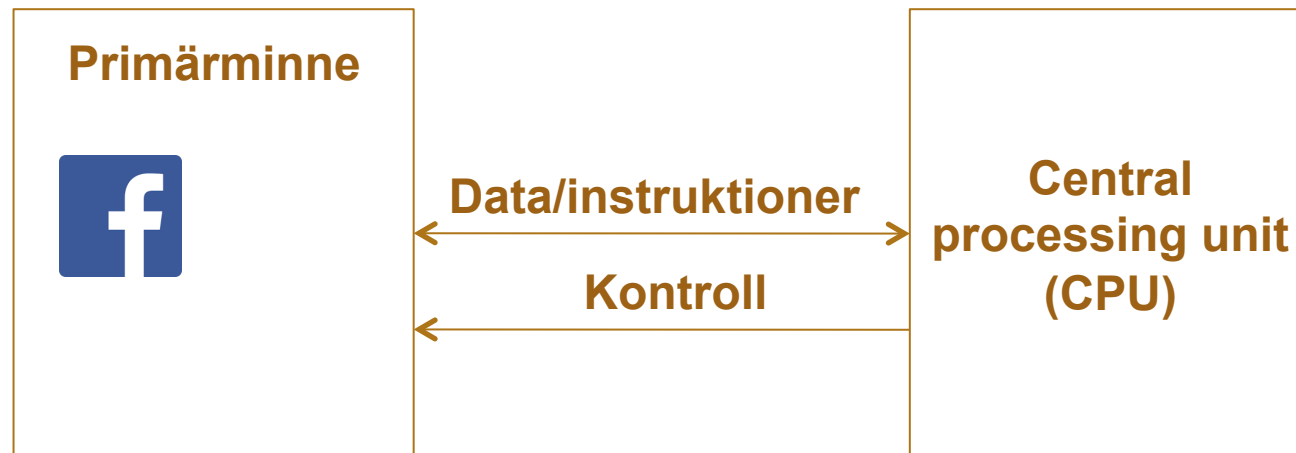 Primärminne
f
Data/instruktioner
Kontroll
Central
processing unit
(CPU)